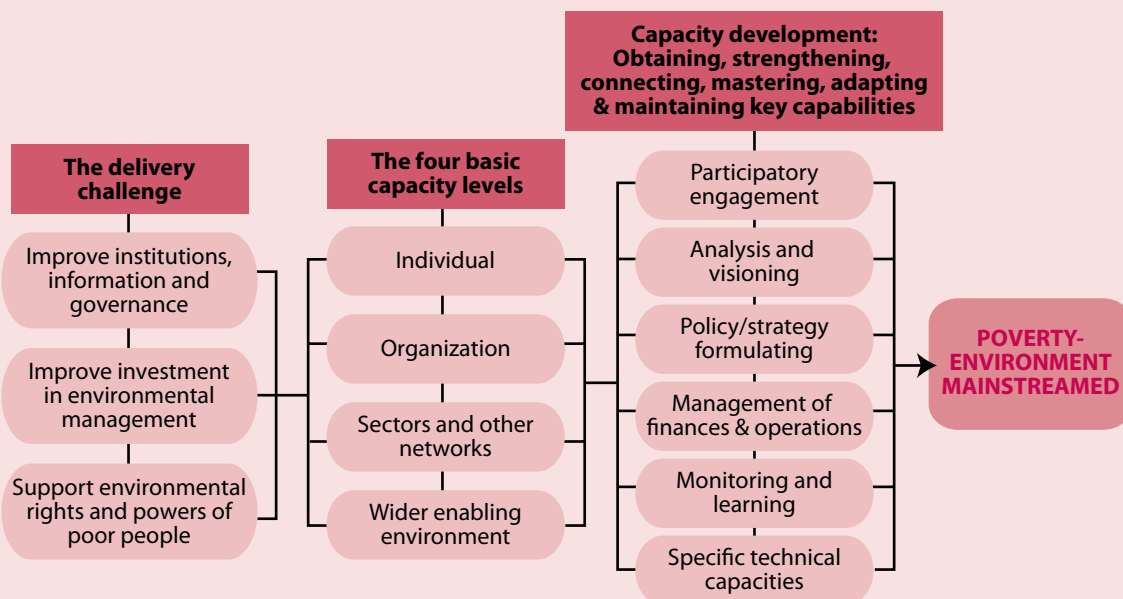 The delivery
challenge
Improve institutions,
information and
governance
Improve investment
in environmental
management
Support environmental
rights and powers of
poor people
The four basic
capacity levels
Individual
Organization
Sectors and other
networks
Wider enabling
environment
Capacity development:
Obtaining, strengthening,
connecting, mastering, adapting
& maintaining key capabilities
Participatory
engagement
Analysis and
visioning
Policy/strategy
formulating
Management of
finances & operations
Monitoring and
learning
Specific technical
capacities
POVERTY-
ENVIRONMENT
MAINSTREAMED